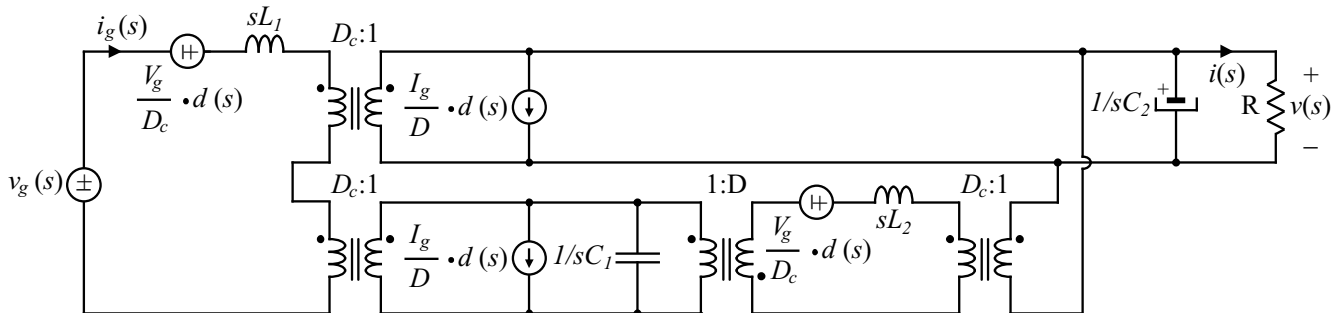 i_g(s)
sL_1
D_c:1
V_g/D_c · d(s)
I_g/D · d(s)
i(s)
1/sC_2
+
R
+
v(s)
−
v_g(s)
±
D_c:1
1:D
D_c:1
I_g/D · d(s)
1/sC_1
V_g/D_c · d(s)
sL_2